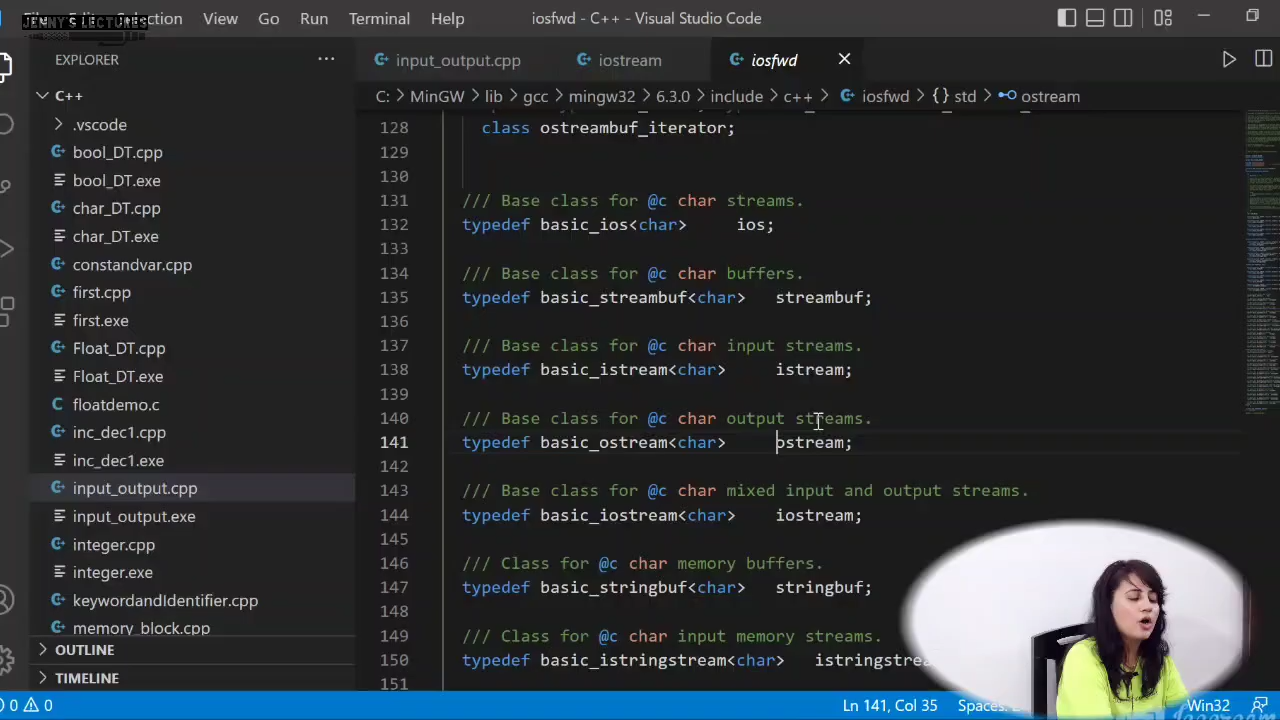 JENNY'S LECTURES
File Edit Selection View Go Run Terminal Help
iosfwd - C++ - Visual Studio Code
EXPLORER
C++
.vscode
bool_DT.cpp
bool_DT.exe
char_DT.cpp
char_DT.exe
constandvar.cpp
first.cpp
first.exe
Float_DT.cpp
Float_DT.exe
floatdemo.c
inc_dec1.cpp
inc_dec1.exe
input_output.cpp
input_output.exe
integer.cpp
integer.exe
keywordandIdentifier.cpp
memory_block.cpp
OUTLINE
TIMELINE
input_output.cpp iostream iosfwd
C: > MinGW > lib > gcc > mingw32 > 6.3.0 > include > c++ > iosfwd > {} std > ostream
128 class ostreambuf_iterator;
129
130
131 /// Base class for @c char streams.
132 typedef basic_ios<char> ios;
133
134 /// Base class for @c char buffers.
135 typedef basic_streambuf<char> streambuf;
136
137 /// Base class for @c char input streams.
138 typedef basic_istream<char> istream;
139
140 /// Base class for @c char output streams.
141 typedef basic_ostream<char> ostream;
142
143 /// Base class for @c char mixed input and output streams.
144 typedef basic_iostream<char> iostream;
145
146 /// Class for @c char memory buffers.
147 typedef basic_stringbuf<char> stringbuf;
148
149 /// Class for @c char input memory streams.
150 typedef basic_istringstream<char>
151
0 0 Ln 141, Col 35 Spaces: Win32